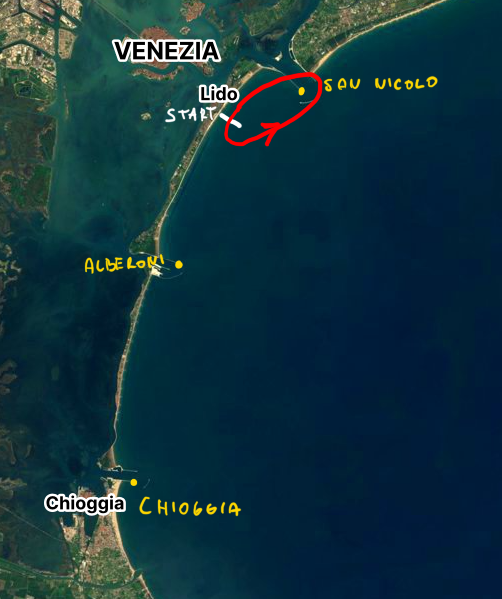 VENEZIA
SAN NICOLO
Lido
START
ALBERONI
Chioggia
CHIOGGIA